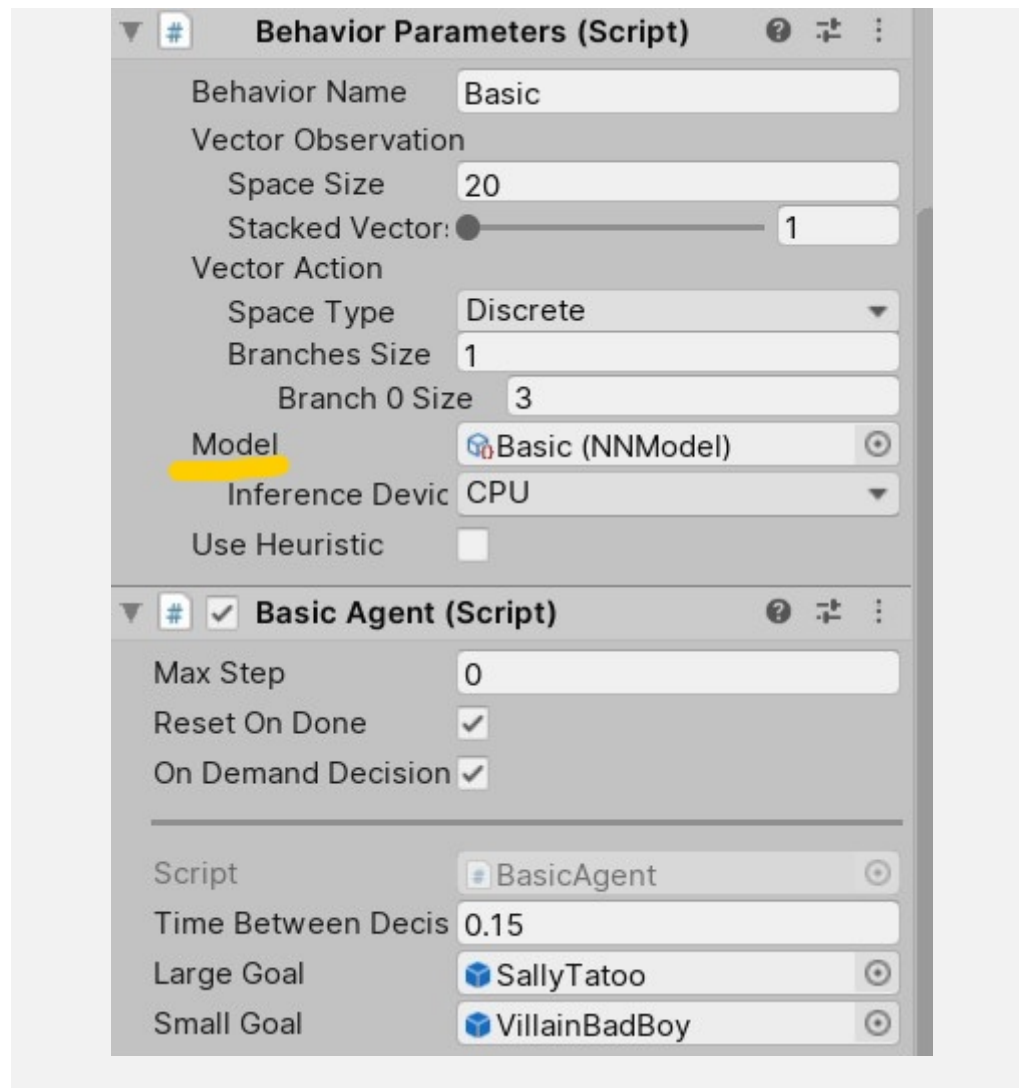 Behavior Parameters (Script)
Behavior Name Basic
Vector Observation
Space Size 20
Stacked Vectors 1
Vector Action
Space Type Discrete
Branches Size 1
Branch 0 Size 3
Model Basic (NNModel)
Inference Devic CPU
Use Heuristic
# Basic Agent (Script)
Max Step 0
Reset On Done
On Demand Decision
Script # BasicAgent
Time Between Decis 0.15
Large Goal SallyTatoo
Small Goal VillainBadBoy